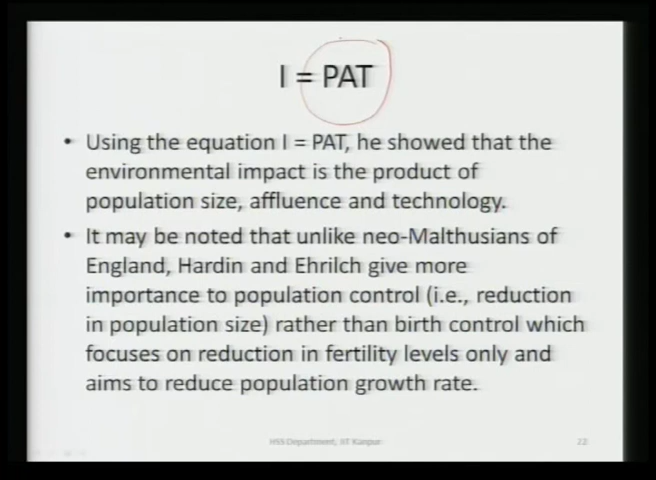 I = PAT
• Using the equation I = PAT, he showed that the
environmental impact is the product of
population size, affluence and technology.
• It may be noted that unlike neo-Malthusians of
England, Hardin and Ehrilch give more
importance to population control (i.e., reduction
in population size) rather than birth control which
focuses on reduction in fertility levels only and
aims to reduce population growth rate.
HSS Department, IIT Kanpur
22